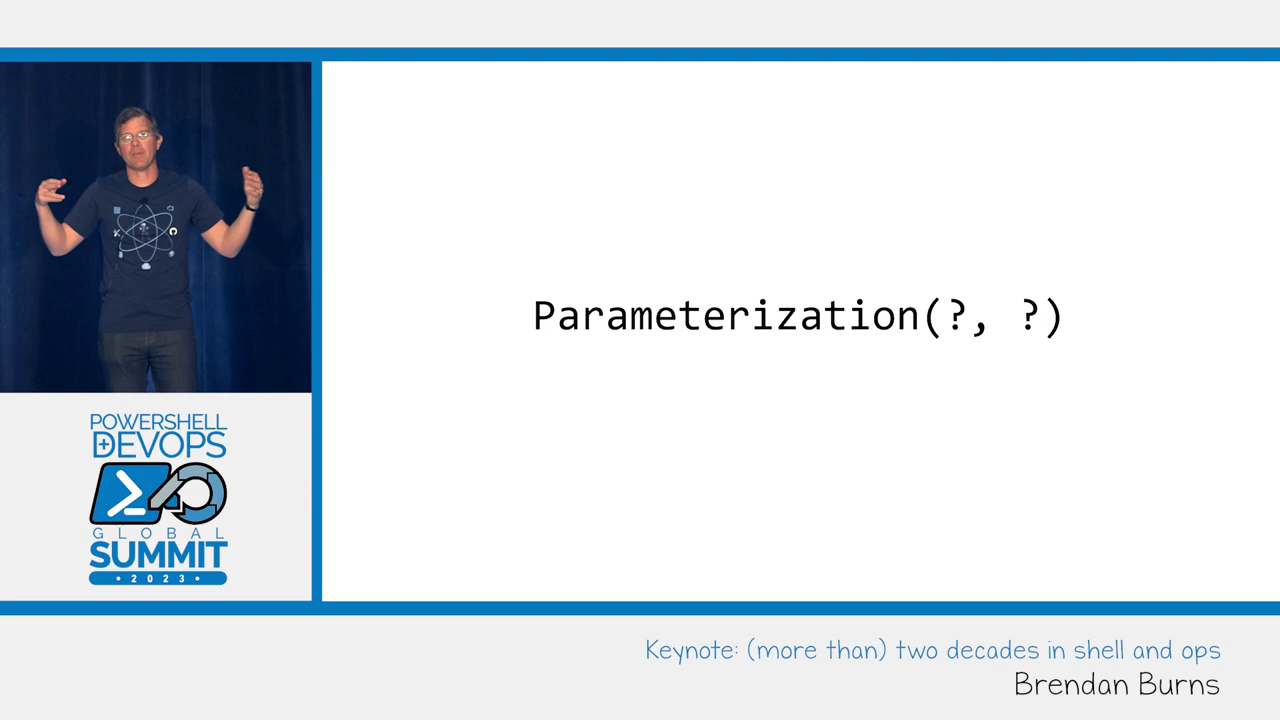 Parameterization(?, ?)
POWERSHELL
+DEVOPS
GLOBAL
SUMMIT
• 2023 •
Keynote: (more than) two decades in shell and ops
Brendan Burns